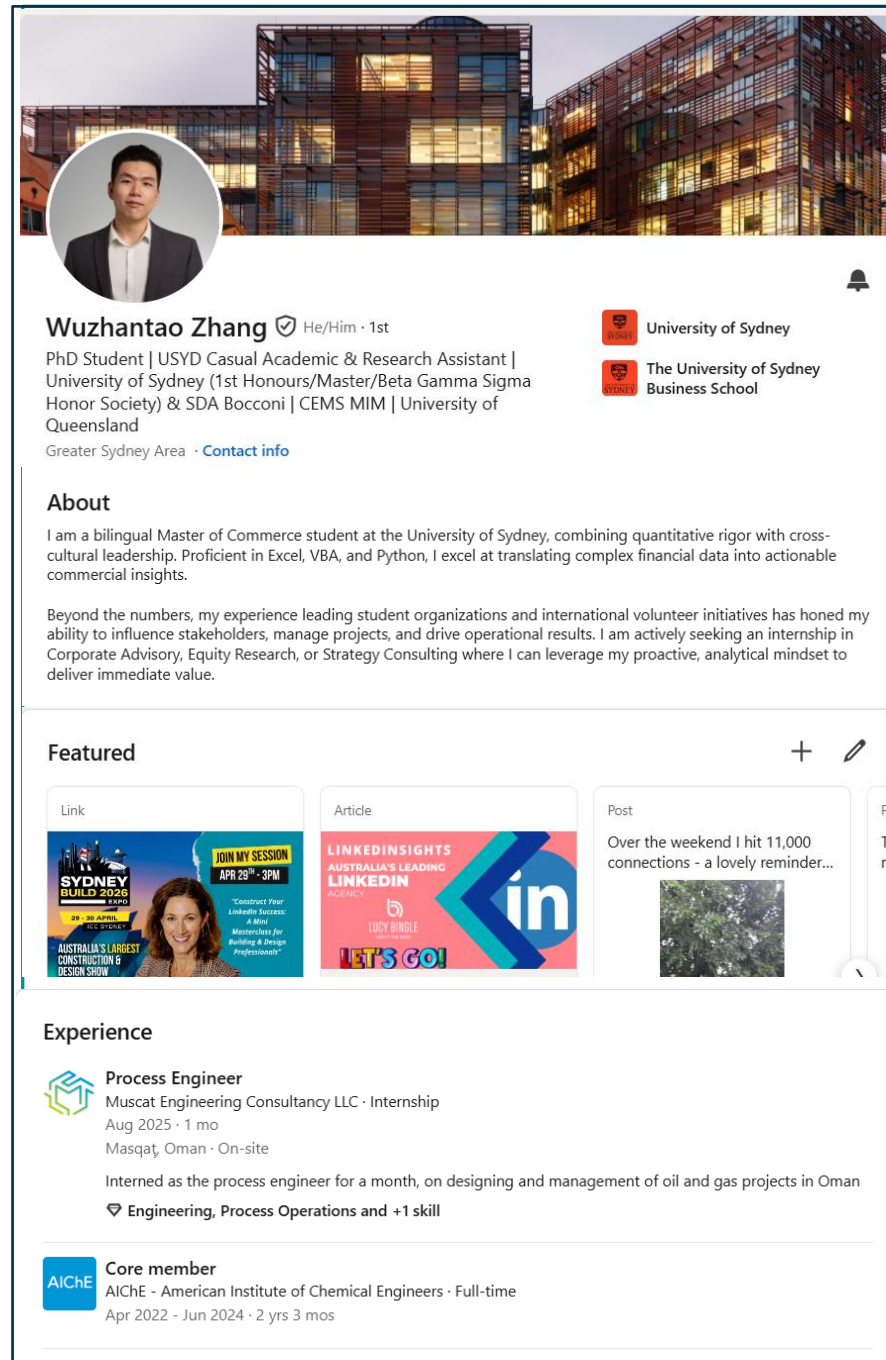 Wuzhantao Zhang He/Him · 1st
PhD Student | USYD Casual Academic & Research Assistant |
University of Sydney (1st Honours/Master/Beta Gamma Sigma
Honor Society) & SDA Bocconi | CEMS MIM | University of
Queensland
Greater Sydney Area · Contact info
SYDNEY
University of Sydney
SYDNEY
The University of Sydney
Business School
About
I am a bilingual Master of Commerce student at the University of Sydney, combining quantitative rigor with cross-
cultural leadership. Proficient in Excel, VBA, and Python, I excel at translating complex financial data into actionable
commercial insights.
Beyond the numbers, my experience leading student organizations and international volunteer initiatives has honed my
ability to influence stakeholders, manage projects, and drive operational results. I am actively seeking an internship in
Corporate Advisory, Equity Research, or Strategy Consulting where I can leverage my proactive, analytical mindset to
deliver immediate value.
Featured
Link
SYDNEY
BUILD 2026
EXPO
29 - 30 APRIL
ICC SYDNEY
AUSTRALIA'S LARGEST
CONSTRUCTION &
DESIGN SHOW
JOIN MY SESSION
APR 29TH - 3PM
"Construct Your
LinkedIn Success:
A Mini
Masterclass for
Building & Design
Professionals"
Article
LINKEDINSIGHTS
AUSTRALIA'S LEADING
LINKEDIN
AGENCY
LUCY BINGLE
LET'S GO!
in
Post
Over the weekend I hit 11,000
connections - a lovely reminder...
Experience
Process Engineer
Muscat Engineering Consultancy LLC · Internship
Aug 2025 · 1 mo
Masqaţ, Oman · On-site
Interned as the process engineer for a month, on designing and management of oil and gas projects in Oman
Engineering, Process Operations and +1 skill
AIChE
Core member
AIChE - American Institute of Chemical Engineers · Full-time
Apr 2022 - Jun 2024 · 2 yrs 3 mos